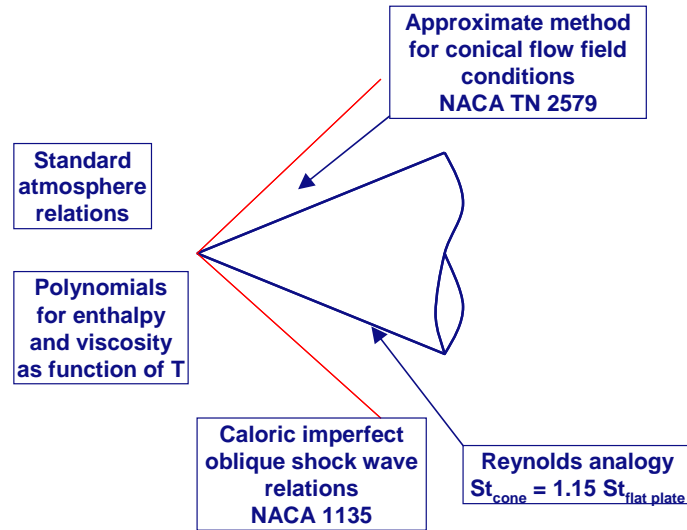 Approximate method
for conical flow field
conditions
NACA TN 2579
Standard
atmosphere
relations
Polynomials
for enthalpy
and viscosity
as function of T
Caloric imperfect
oblique shock wave
relations
NACA 1135
Reynolds analogy
St_cone = 1.15 St_flat plate